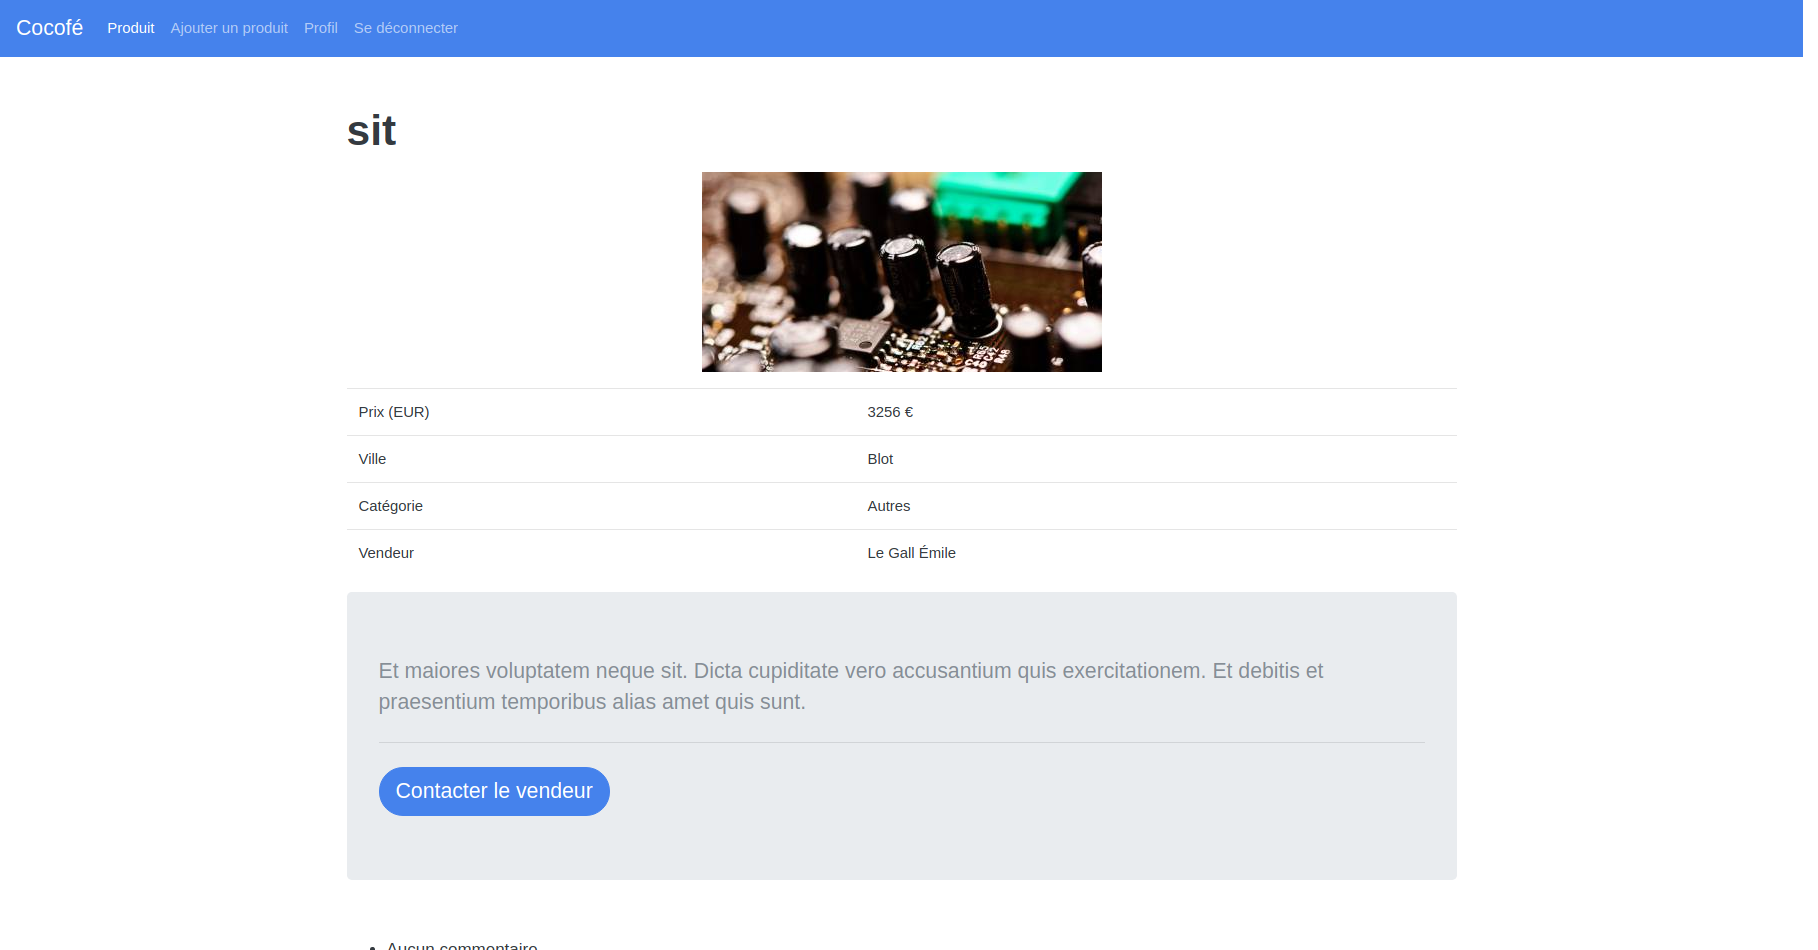 Cocofé Produit Ajouter un produit Profil Se déconnecter
sit
Prix (EUR) 3256 €
Ville Blot
Catégorie Autres
Vendeur Le Gall Émile
Et maiores voluptatem neque sit. Dicta cupiditate vero accusantium quis exercitationem. Et debitis et
praesentium temporibus alias amet quis sunt.
Contacter le vendeur
Aucun commentaire